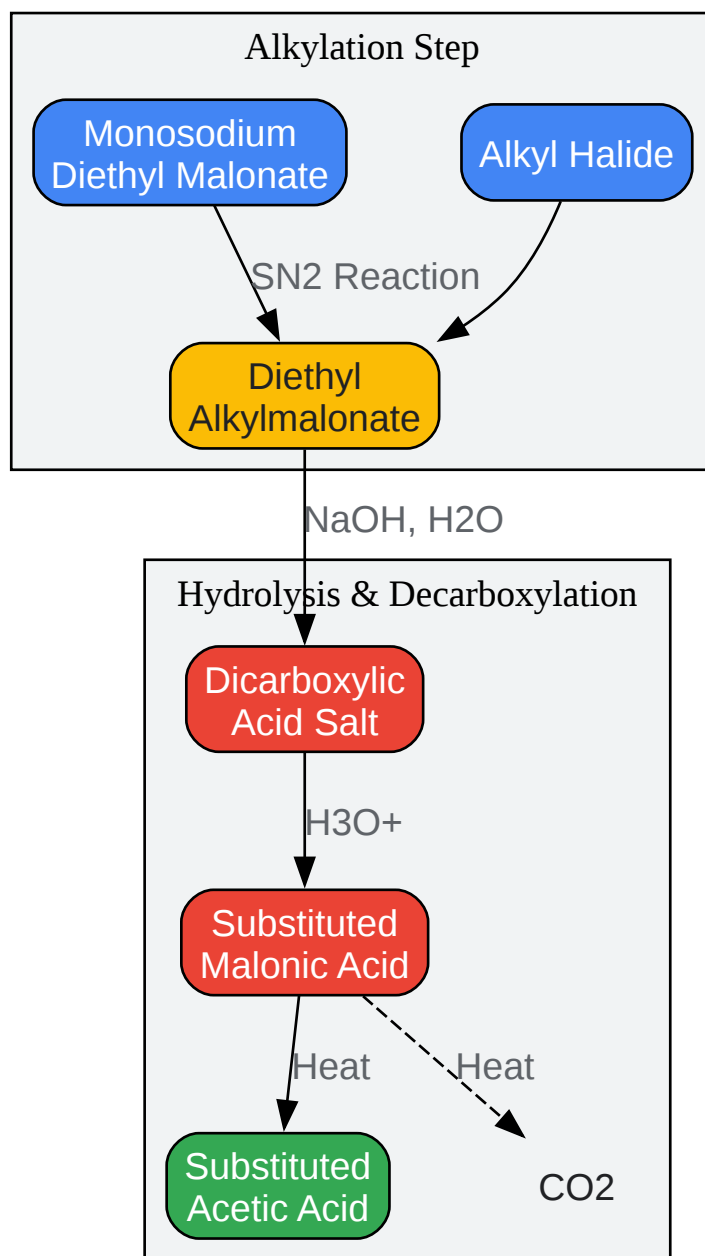 Alkylation Step
Monosodium
Diethyl Malonate
Alkyl Halide
SN2 Reaction
Diethyl
Alkylmalonate
NaOH, H2O
Hydrolysis & Decarboxylation
Dicarboxylic
Acid Salt
H3O+
Substituted
Malonic Acid
Heat
Heat
Substituted
Acetic Acid
CO2